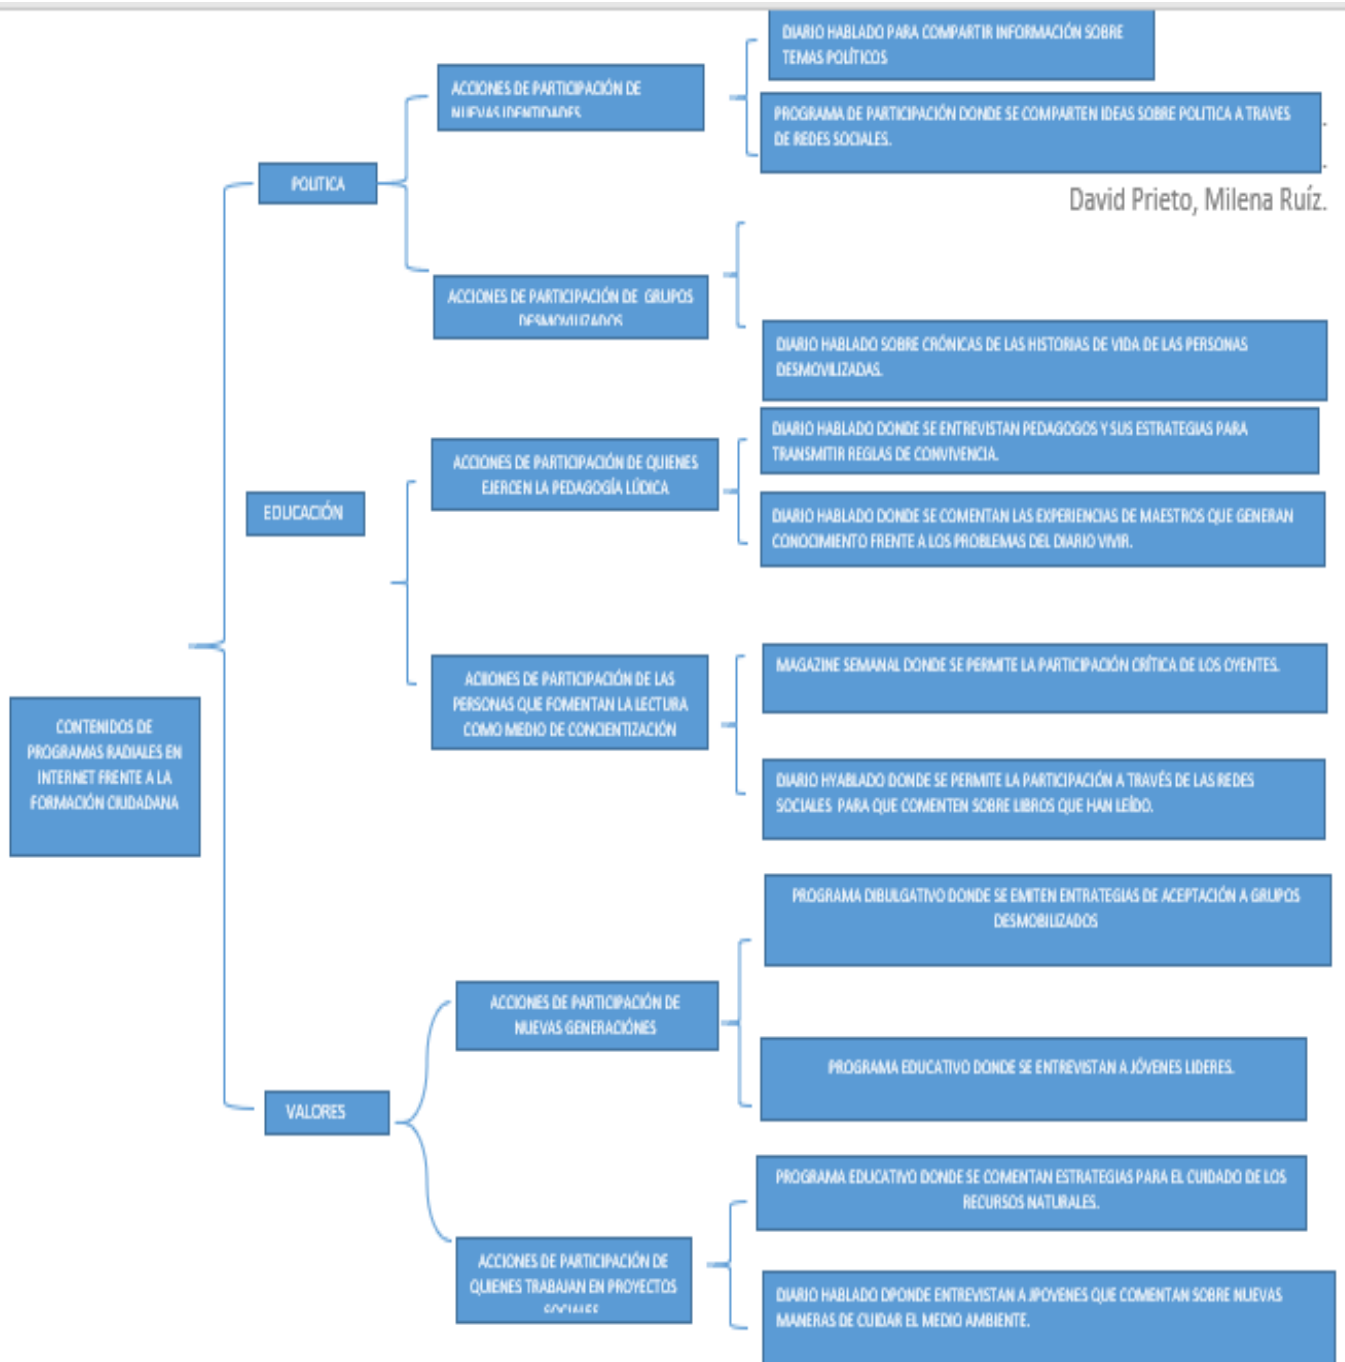 DIARIO HABLADO PARA COMPARTIR INFORMACIÓN SOBRE
TEMAS POLÍTICOS
ACCIONES DE PARTICIPACIÓN DE
NUEVAS IDENTIDADES
PROGRAMA DE PARTICIPACIÓN DONDE SE COMPARTEN IDEAS SOBRE POLITICA A TRAVES
DE REDES SOCIALES.
POLITICA
David Prieto, Milena Ruíz.
ACCIONES DE PARTICIPACIÓN DE GRUPOS
DESMOVILIZADOS
DIARIO HABLADO SOBRE CRÓNICAS DE LAS HISTORIAS DE VIDA DE LAS PERSONAS
DESMOVILIZADAS.
EDUCACIÓN
ACCIONES DE PARTICIPACIÓN DE QUIENES
EJERCEN LA PEDAGOGÍA LÚDICA
DIARIO HABLADO DONDE SE ENTREVISTAN PEDAGOGOS Y SUS ESTRATEGIAS PARA
TRANSMITIR REGLAS DE CONVIVENCIA.
DIARIO HABLADO DONDE SE COMENTAN LAS EXPERIENCIAS DE MAESTROS QUE GENERAN
CONOCIMIENTO FRENTE A LOS PROBLEMAS DEL DIARIO VIVIR.
ACIIONES DE PARTICIPACIÓN DE LAS
PERSONAS QUE FOMENTAN LA LECTURA
COMO MEDIO DE CONCIENTIZACIÓN
MAGAZINE SEMANAL DONDE SE PERMITE LA PARTICIPACIÓN CRÍTICA DE LOS OYENTES.
DIARIO HYABLADO DONDE SE PERMITE LA PARTICIPACIÓN A TRAVÉS DE LAS REDES
SOCIALES PARA QUE COMENTEN SOBRE LIBROS QUE HAN LEÍDO.
CONTENIDOS DE
PROGRAMAS RADIALES EN
INTERNET FRENTE A LA
FORMACIÓN CIUDADANA
PROGRAMA DIBULGATIVO DONDE SE EMITEN ENTRATEGIAS DE ACEPTACIÓN A GRUPOS
DESMOBILIZADOS
ACCIONES DE PARTICIPACIÓN DE
NUEVAS GENERACIÓNES
PROGRAMA EDUCATIVO DONDE SE ENTREVISTAN A JÓVENES LIDERES.
VALORES
PROGRAMA EDUCATIVO DONDE SE COMENTAN ESTRATEGIAS PARA EL CUIDADO DE LOS
RECURSOS NATURALES.
ACCIONES DE PARTICIPACIÓN DE
QUIENES TRABAJAN EN PROYECTOS
SOCIALES
DIARIO HABLADO DPONDE ENTREVISTAN A JPOVENES QUE COMENTAN SOBRE NUEVAS
MANERAS DE CUIDAR EL MEDIO AMBIENTE.